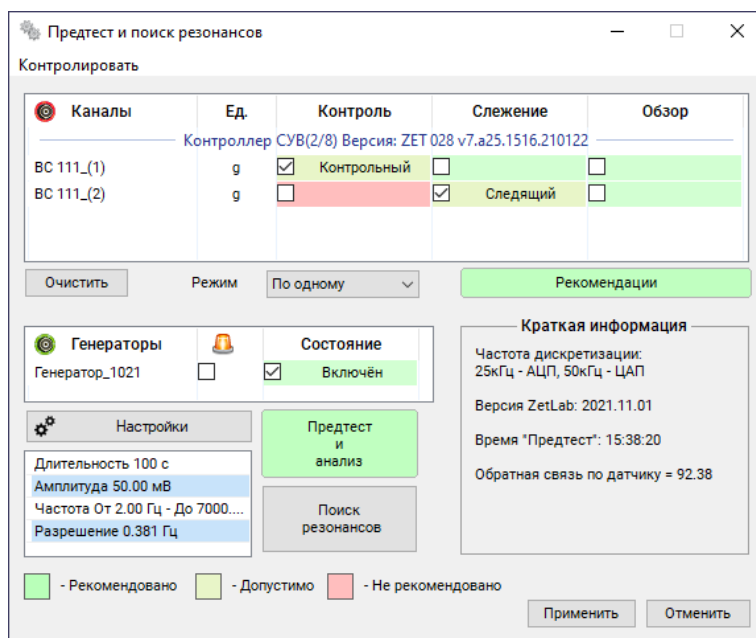 Предтест и поиск резонансов
Контролировать
Каналы Ед. Контроль Слежение Обзор
Контроллер СУВ(2/8) Версия: ZET 028 v7.a25.1516.210122
ВС 111_(1) g Контрольный
ВС 111_(2) g Следящий
Очистить Режим По одному Рекомендации
Генераторы Состояние
Генератор_1021 Включён
Краткая информация
Частота дискретизации:
25кГц - АЦП, 50кГц - ЦАП
Версия ZetLab: 2021.11.01
Время "Предтест": 15:38:20
Обратная связь по датчику = 92.38
Настройки
Предтест
и
анализ
Длительность 100 с
Амплитуда 50.00 мВ
Частота От 2.00 Гц - До 7000....
Разрешение 0.381 Гц
Поиск
резонансов
- Рекомендовано - Допустимо - Не рекомендовано
Применить Отменить